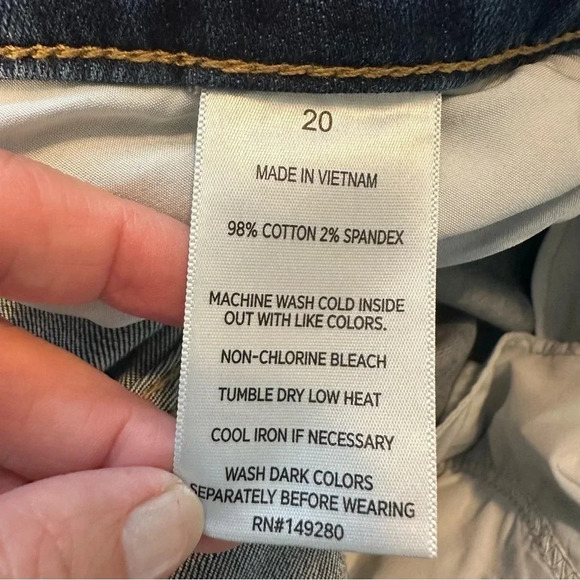 20
MADE IN VIETNAM
98% COTTON 2% SPANDEX
MACHINE WASH COLD INSIDE
OUT WITH LIKE COLORS.
NON-CHLORINE BLEACH
TUMBLE DRY LOW HEAT
COOL IRON IF NECESSARY
WASH DARK COLORS
SEPARATELY BEFORE WEARING
RN#149280